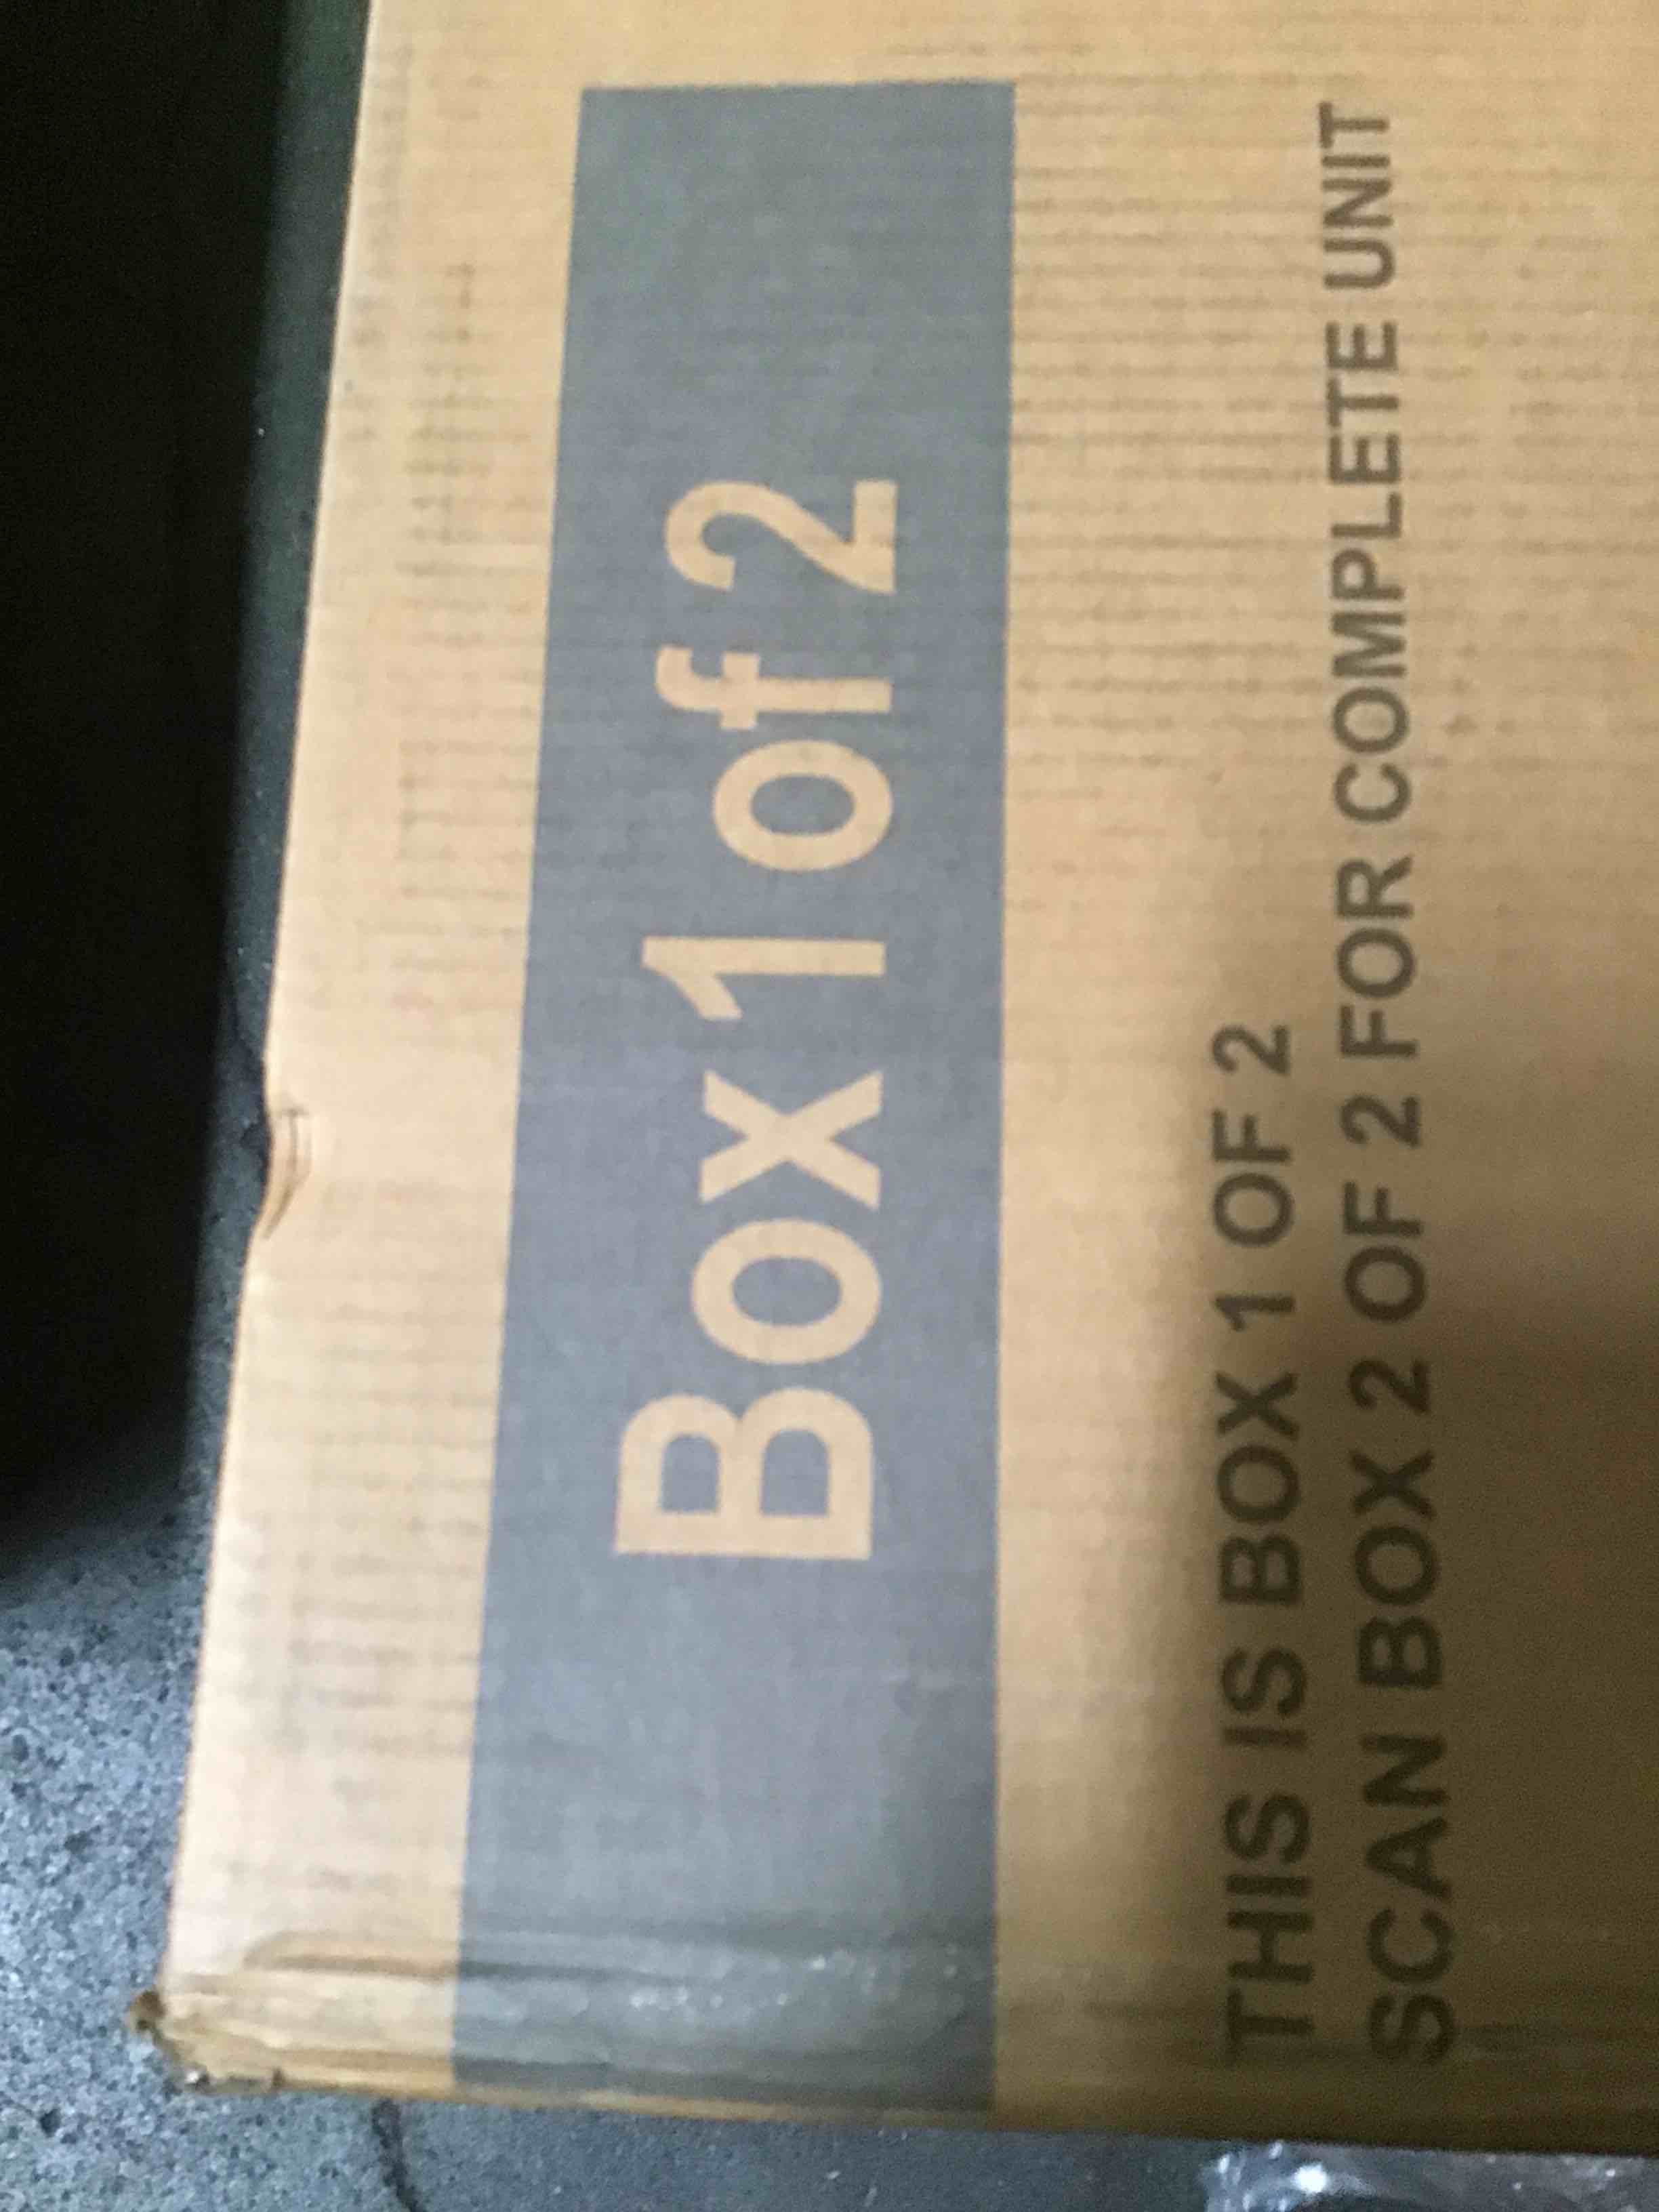 Box 1 of 2
THIS IS BOX 1 OF 2
SCAN BOX 2 OF 2 FOR COMPLETE UNIT